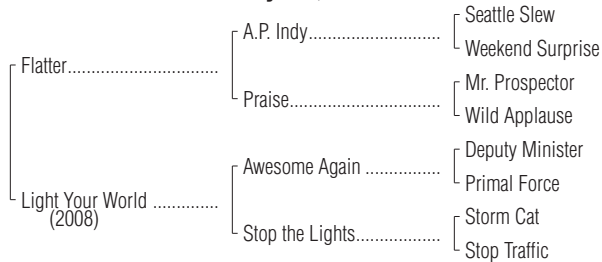 Seattle Slew
A.P. Indy
Weekend Surprise
Flatter
Mr. Prospector
Praise
Wild Applause
Deputy Minister
Awesome Again
Primal Force
Light Your World
(2008)
Storm Cat
Stop the Lights
Stop Traffic